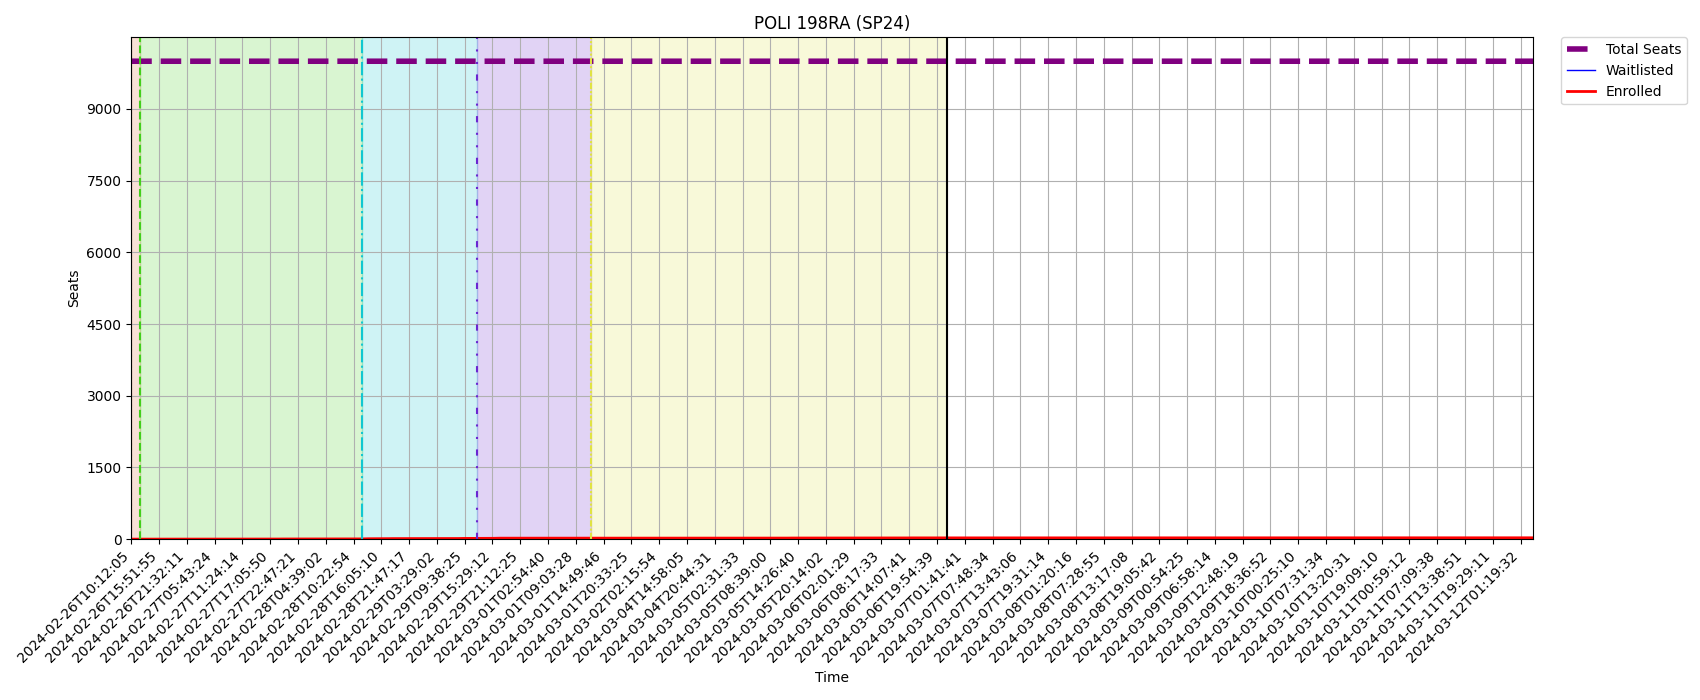 POLI 198RA (SP24)
Total Seats
Waitlisted
Enrolled
Seats
9000
7500
6000
4500
3000
1500
0
2024-02-26T10:12:05
2024-02-26T15:51:55
2024-02-26T21:32:11
2024-02-27T05:43:24
2024-02-27T11:24:14
2024-02-27T17:05:50
2024-02-27T22:47:21
2024-02-28T04:39:02
2024-02-28T10:22:54
2024-02-28T16:05:10
2024-02-28T21:47:17
2024-02-29T03:29:02
2024-02-29T09:38:25
2024-02-29T15:29:12
2024-02-29T21:12:25
2024-03-01T02:54:40
2024-03-01T09:03:28
2024-03-01T14:49:46
2024-03-01T20:33:25
2024-03-02T02:15:54
2024-03-04T14:58:05
2024-03-04T20:44:31
2024-03-05T02:31:33
2024-03-05T08:39:00
2024-03-05T14:26:40
2024-03-05T20:14:02
2024-03-06T02:01:29
2024-03-06T08:17:33
2024-03-06T14:07:41
2024-03-06T19:54:39
2024-03-07T01:41:41
2024-03-07T07:48:34
2024-03-07T13:43:06
2024-03-07T19:31:14
2024-03-08T01:20:16
2024-03-08T07:28:55
2024-03-08T13:17:08
2024-03-08T19:05:42
2024-03-09T00:54:25
2024-03-09T06:58:14
2024-03-09T12:48:19
2024-03-09T18:36:52
2024-03-10T00:25:10
2024-03-10T07:31:34
2024-03-10T13:20:31
2024-03-10T19:09:10
2024-03-11T00:59:12
2024-03-11T07:09:38
2024-03-11T13:38:51
2024-03-11T19:29:11
2024-03-12T01:19:32
Time